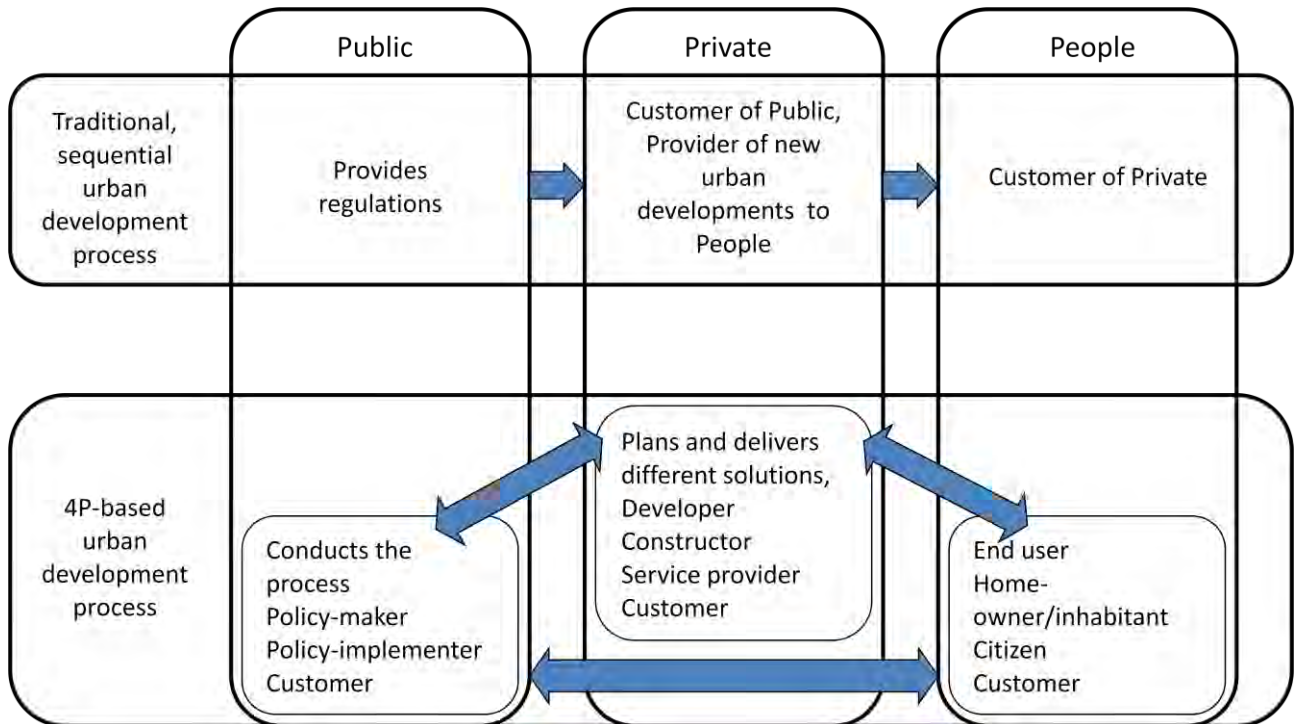 Public
Private
People
Traditional,
sequential
urban
development
process
Provides
regulations
Customer of Public,
Provider of new
urban
developments to
People
Customer of Private
4P-based
urban
development
process
Conducts the
process
Policy-maker
Policy-implementer
Customer
Plans and delivers
different solutions,
Developer
Constructor
Service provider
Customer
End user
Home-
owner/inhabitant
Citizen
Customer